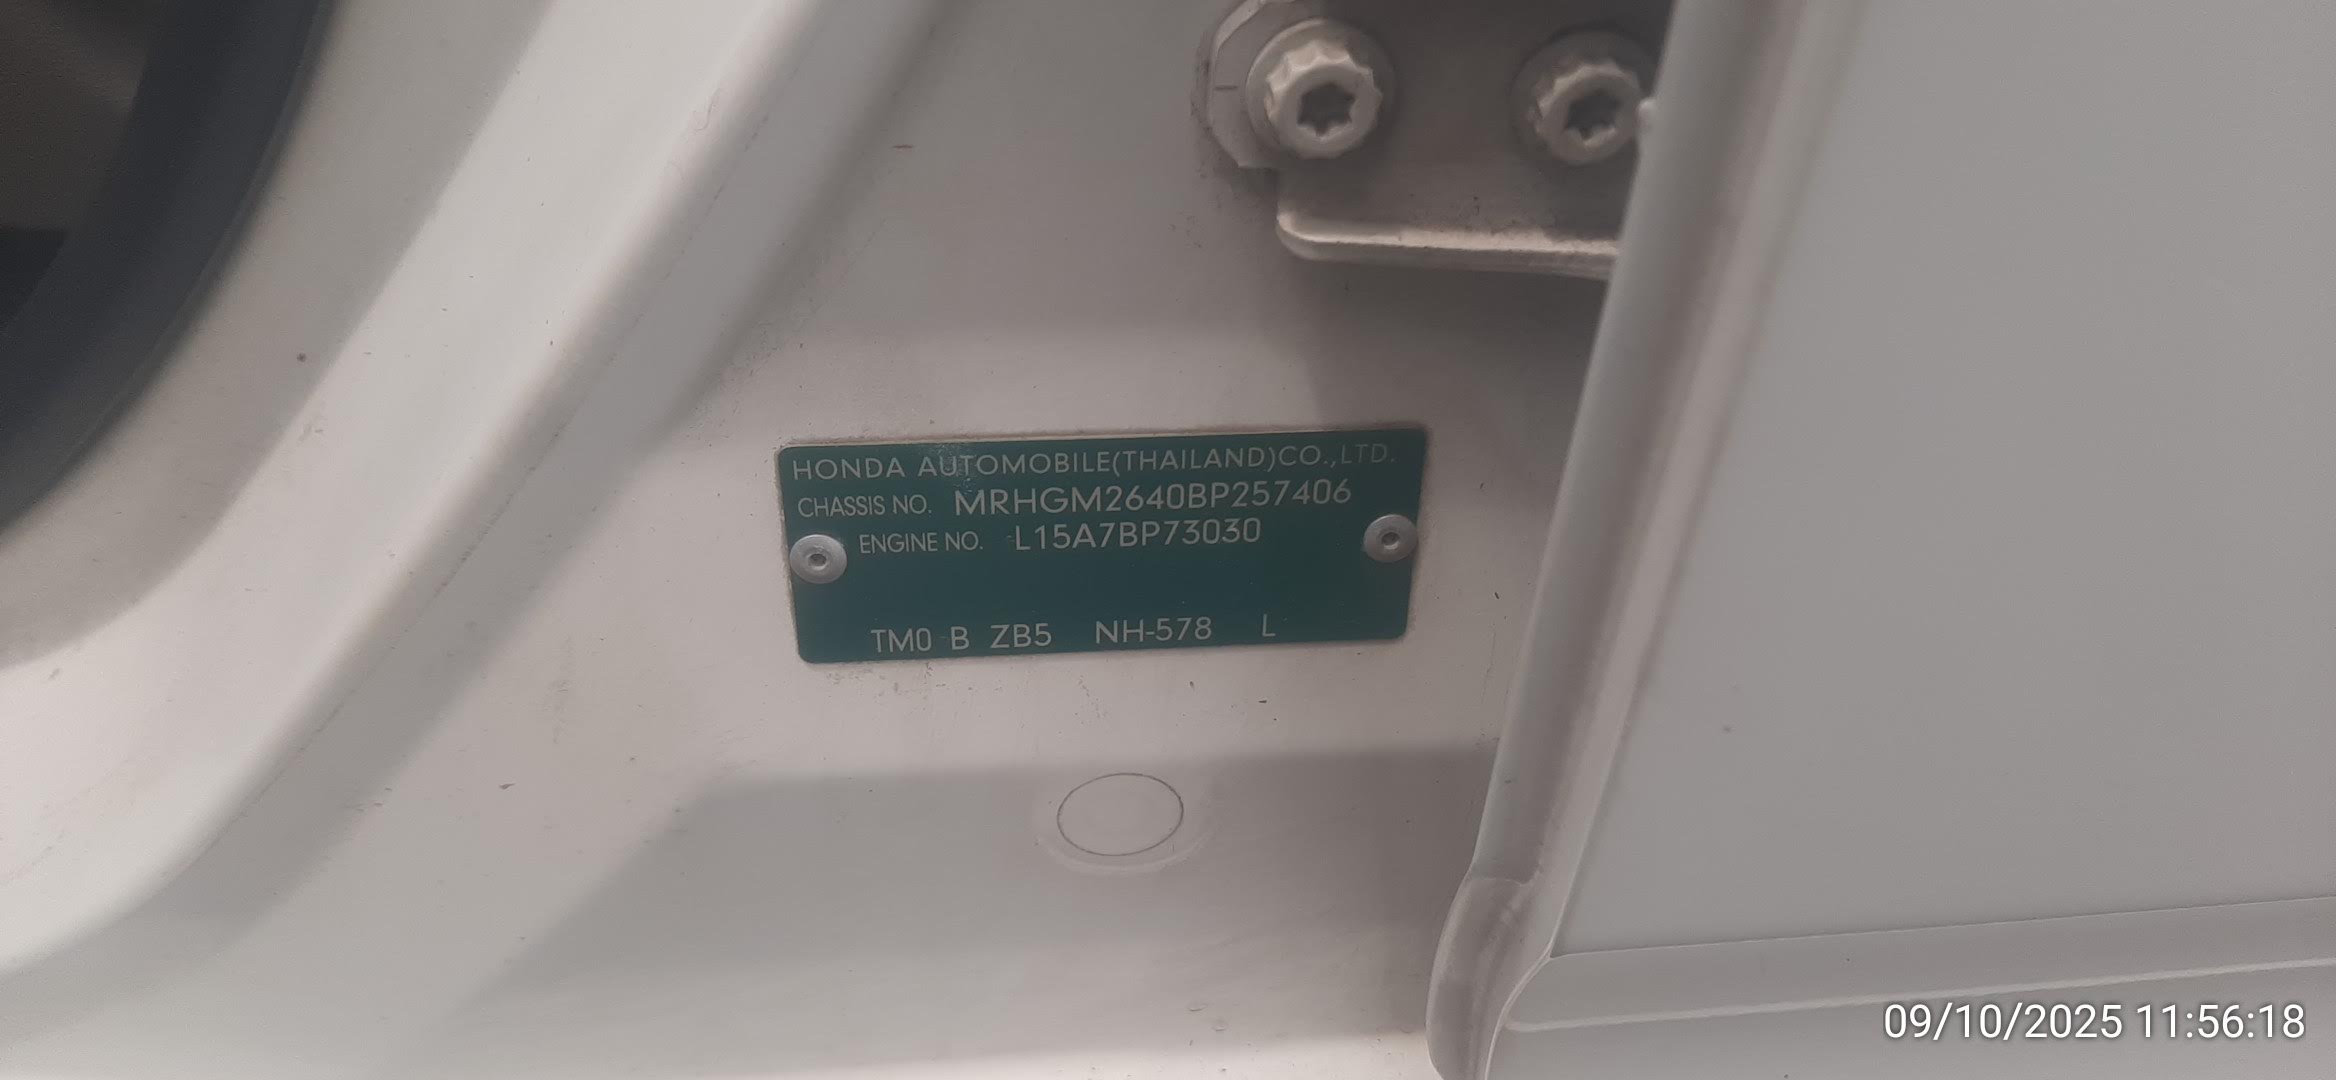 HONDA AUTOMOBILE(THAILAND)CO.,LTD.
CHASSIS NO. MRHGM2640BP257406
ENGINE NO. L15A7BP73030
TM0 B ZB5 NH-578 L
09/10/2025 11:56:18